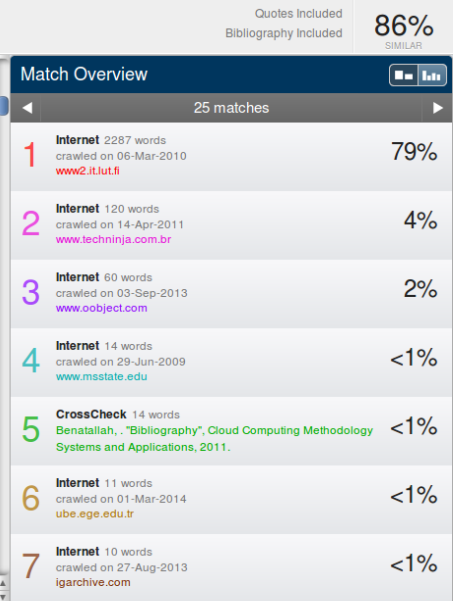 Quotes Included
Bibliography Included
86%
SIMILAR
Match Overview
25 matches
1
Internet 2287 words
crawled on 06-Mar-2010
www2.it.lut.fi
79%
2
Internet 120 words
crawled on 14-Apr-2011
www.techninja.com.br
4%
3
Internet 60 words
crawled on 03-Sep-2013
www.oobject.com
2%
4
Internet 14 words
crawled on 29-Jun-2009
www.msstate.edu
<1%
5
CrossCheck 14 words
Benatallah, . "Bibliography", Cloud Computing Methodology
Systems and Applications, 2011.
<1%
6
Internet 11 words
crawled on 01-Mar-2014
ube.ege.edu.tr
<1%
7
Internet 10 words
crawled on 27-Aug-2013
igarchive.com
<1%